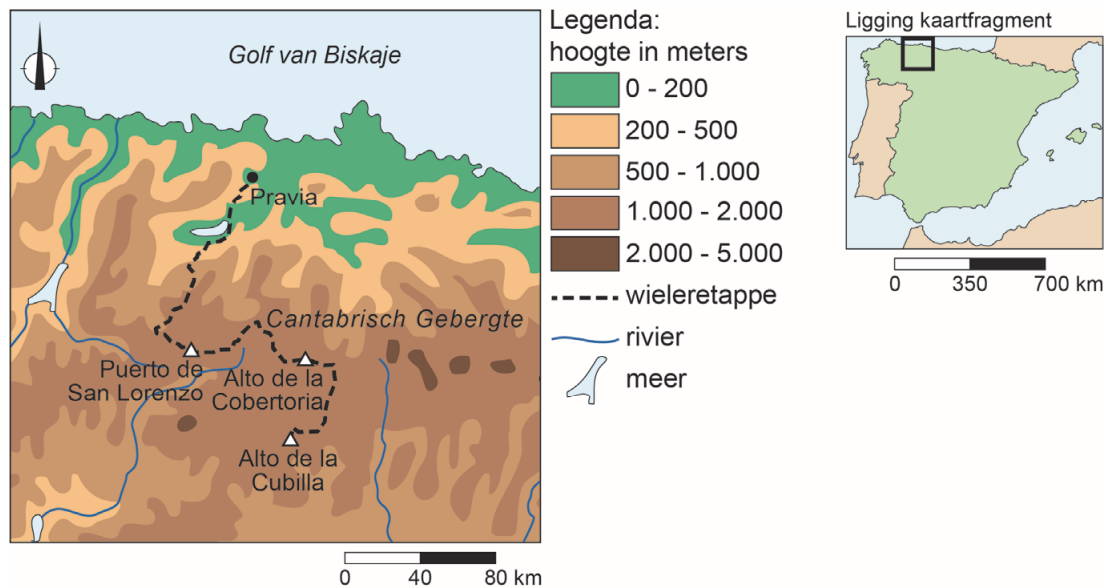 Golf van Biskaje
Pravia
Cantabrisch Gebergte
Puerto de
San Lorenzo
Alto de la
Cobertoria
Alto de la
Cubilla
0 40 80 km
Legenda:
hoogte in meters
0 - 200
200 - 500
500 - 1.000
1.000 - 2.000
2.000 - 5.000
wieleretappe
rivier
meer
Ligging kaartfragment
0 350 700 km